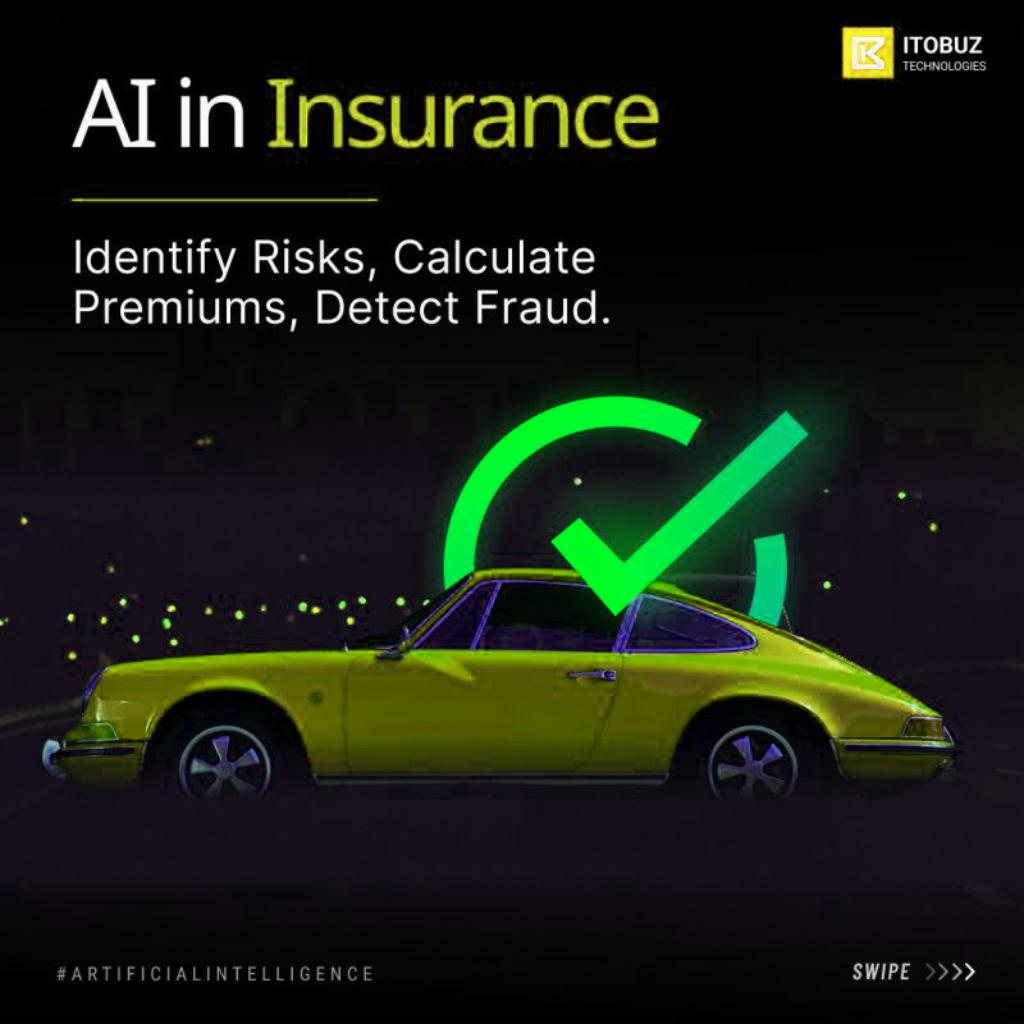 ITOBUZ
TECHNOLOGIES
AI in Insurance
Identify Risks, Calculate
Premiums, Detect Fraud.
#ARTIFICIALINTELLIGENCE
SWIPE >>>>